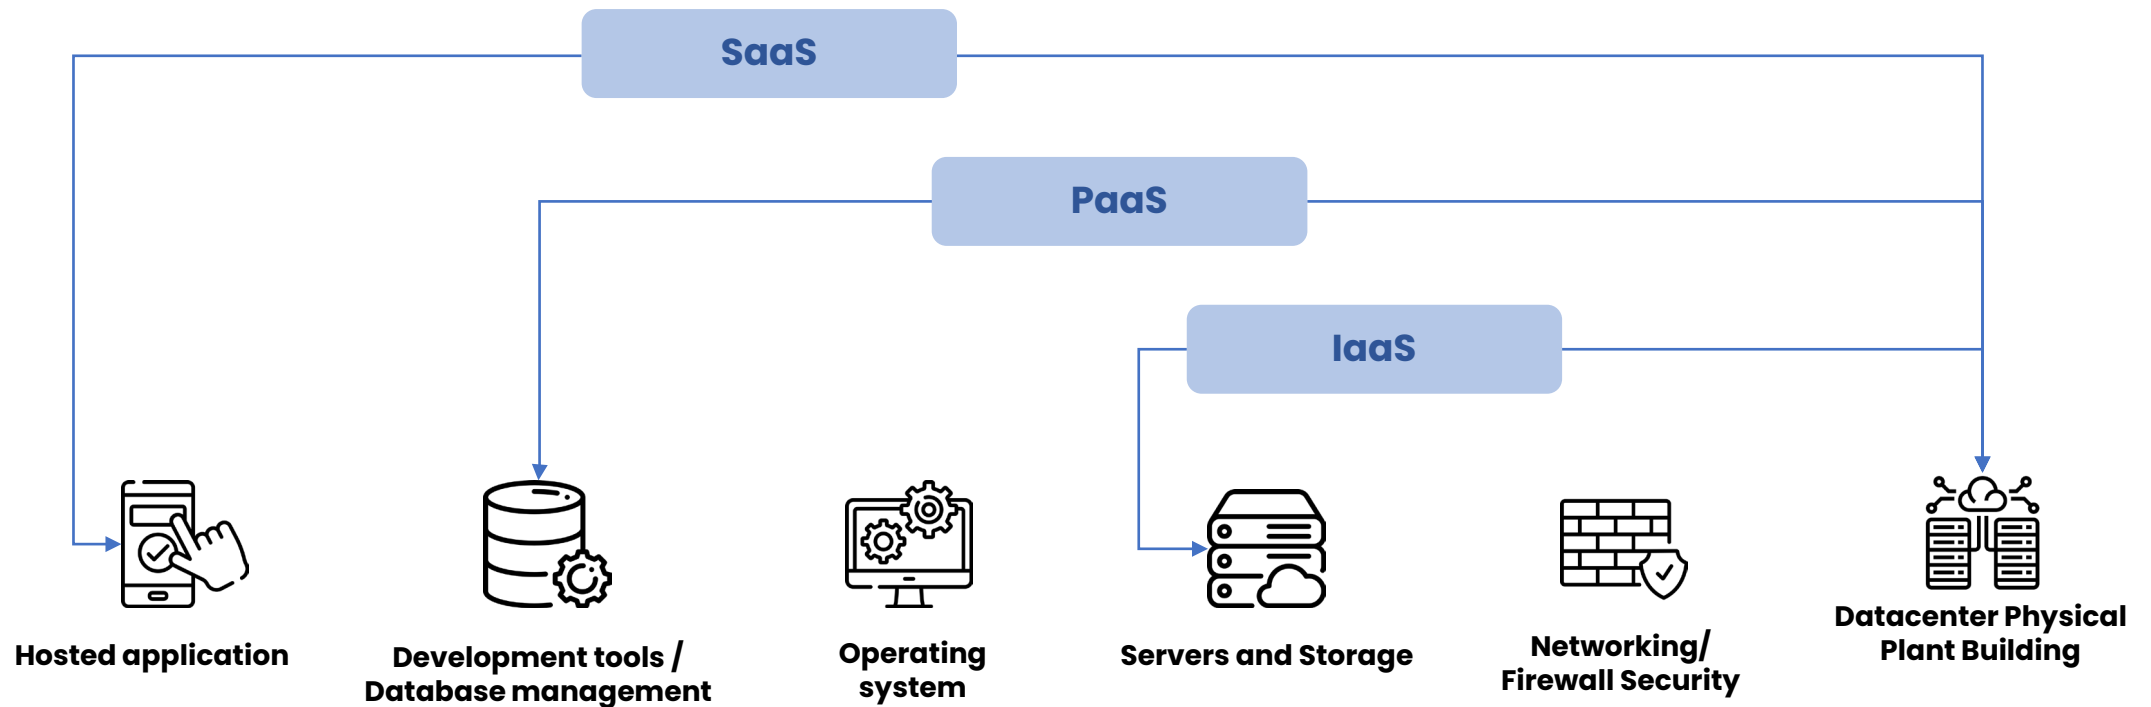 SaaS
PaaS
IaaS
Hosted application
Development tools /
Database management
Operating
system
Servers and Storage
Networking/
Firewall Security
Datacenter Physical
Plant Building